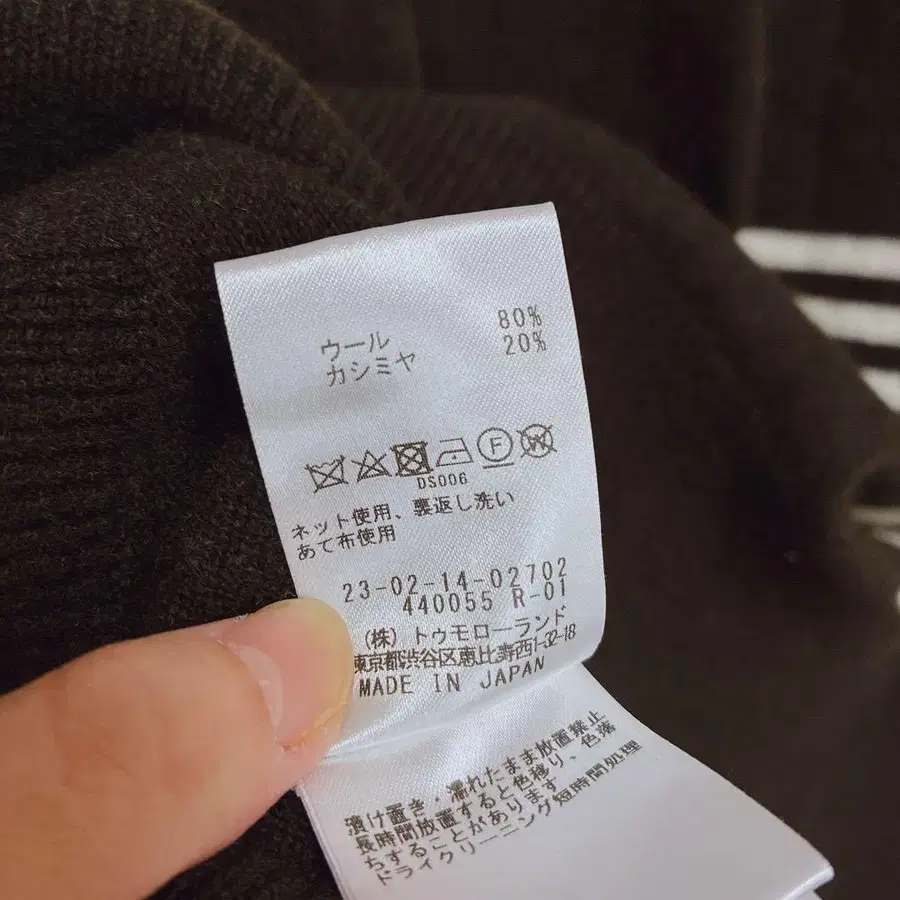 ウール 80%
カシミヤ 20%
F W
DS006
ネット使用、裏返し洗い
あて布使用
23-02-14-02702
440055 R-01
(株) トゥモローランド
東京都渋谷区恵比寿西1-32-18
MADE IN JAPAN
漬け置き・濡れたまま放置禁止
長時間放置すると色移り、色落
ちすることがあります。
ドライクリーニング短時間処理